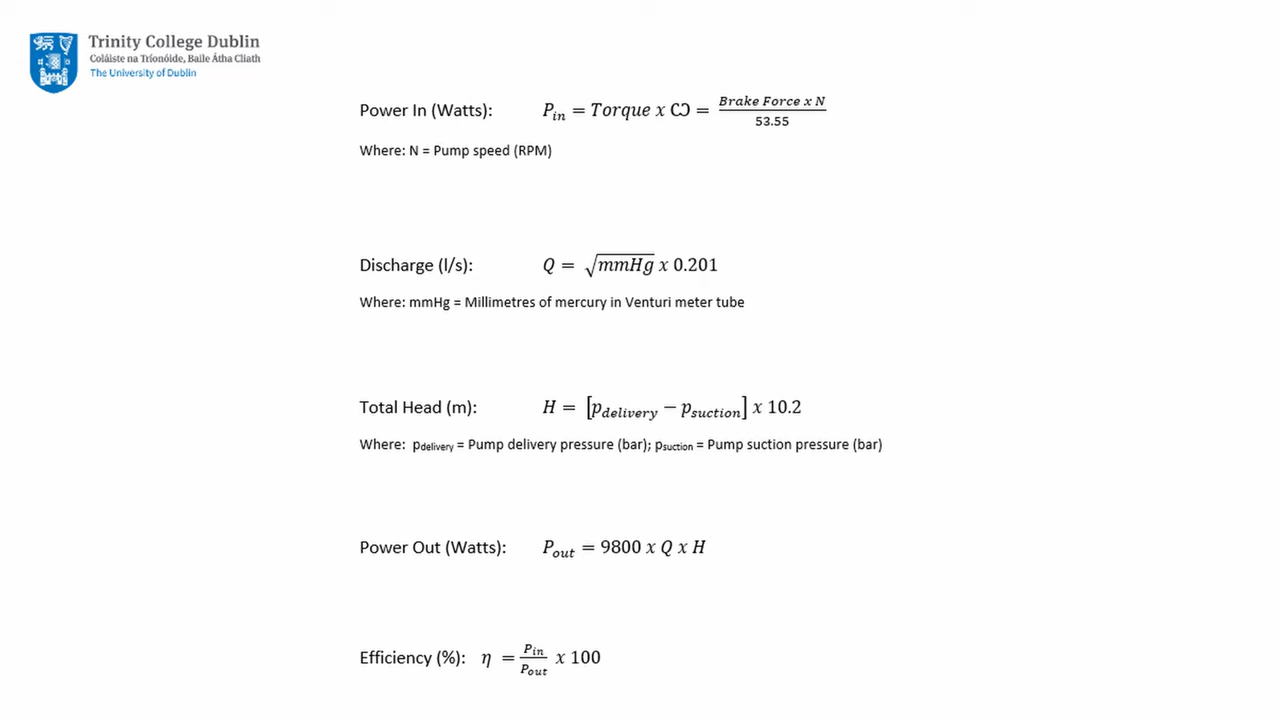 Trinity College Dublin
Coláiste na Tríonóide, Baile Átha Cliath
The University of Dublin
Power In (Watts): P_in = Torque x Ꞷ = Brake Force x N / 53.55
Where: N = Pump speed (RPM)
Discharge (l/s): Q = √mmHg x 0.201
Where: mmHg = Millimetres of mercury in Venturi meter tube
Total Head (m): H = [p_delivery − p_suction] x 10.2
Where: p_delivery = Pump delivery pressure (bar); p_suction = Pump suction pressure (bar)
Power Out (Watts): P_out = 9800 x Q x H
Efficiency (%): η = P_in / P_out x 100